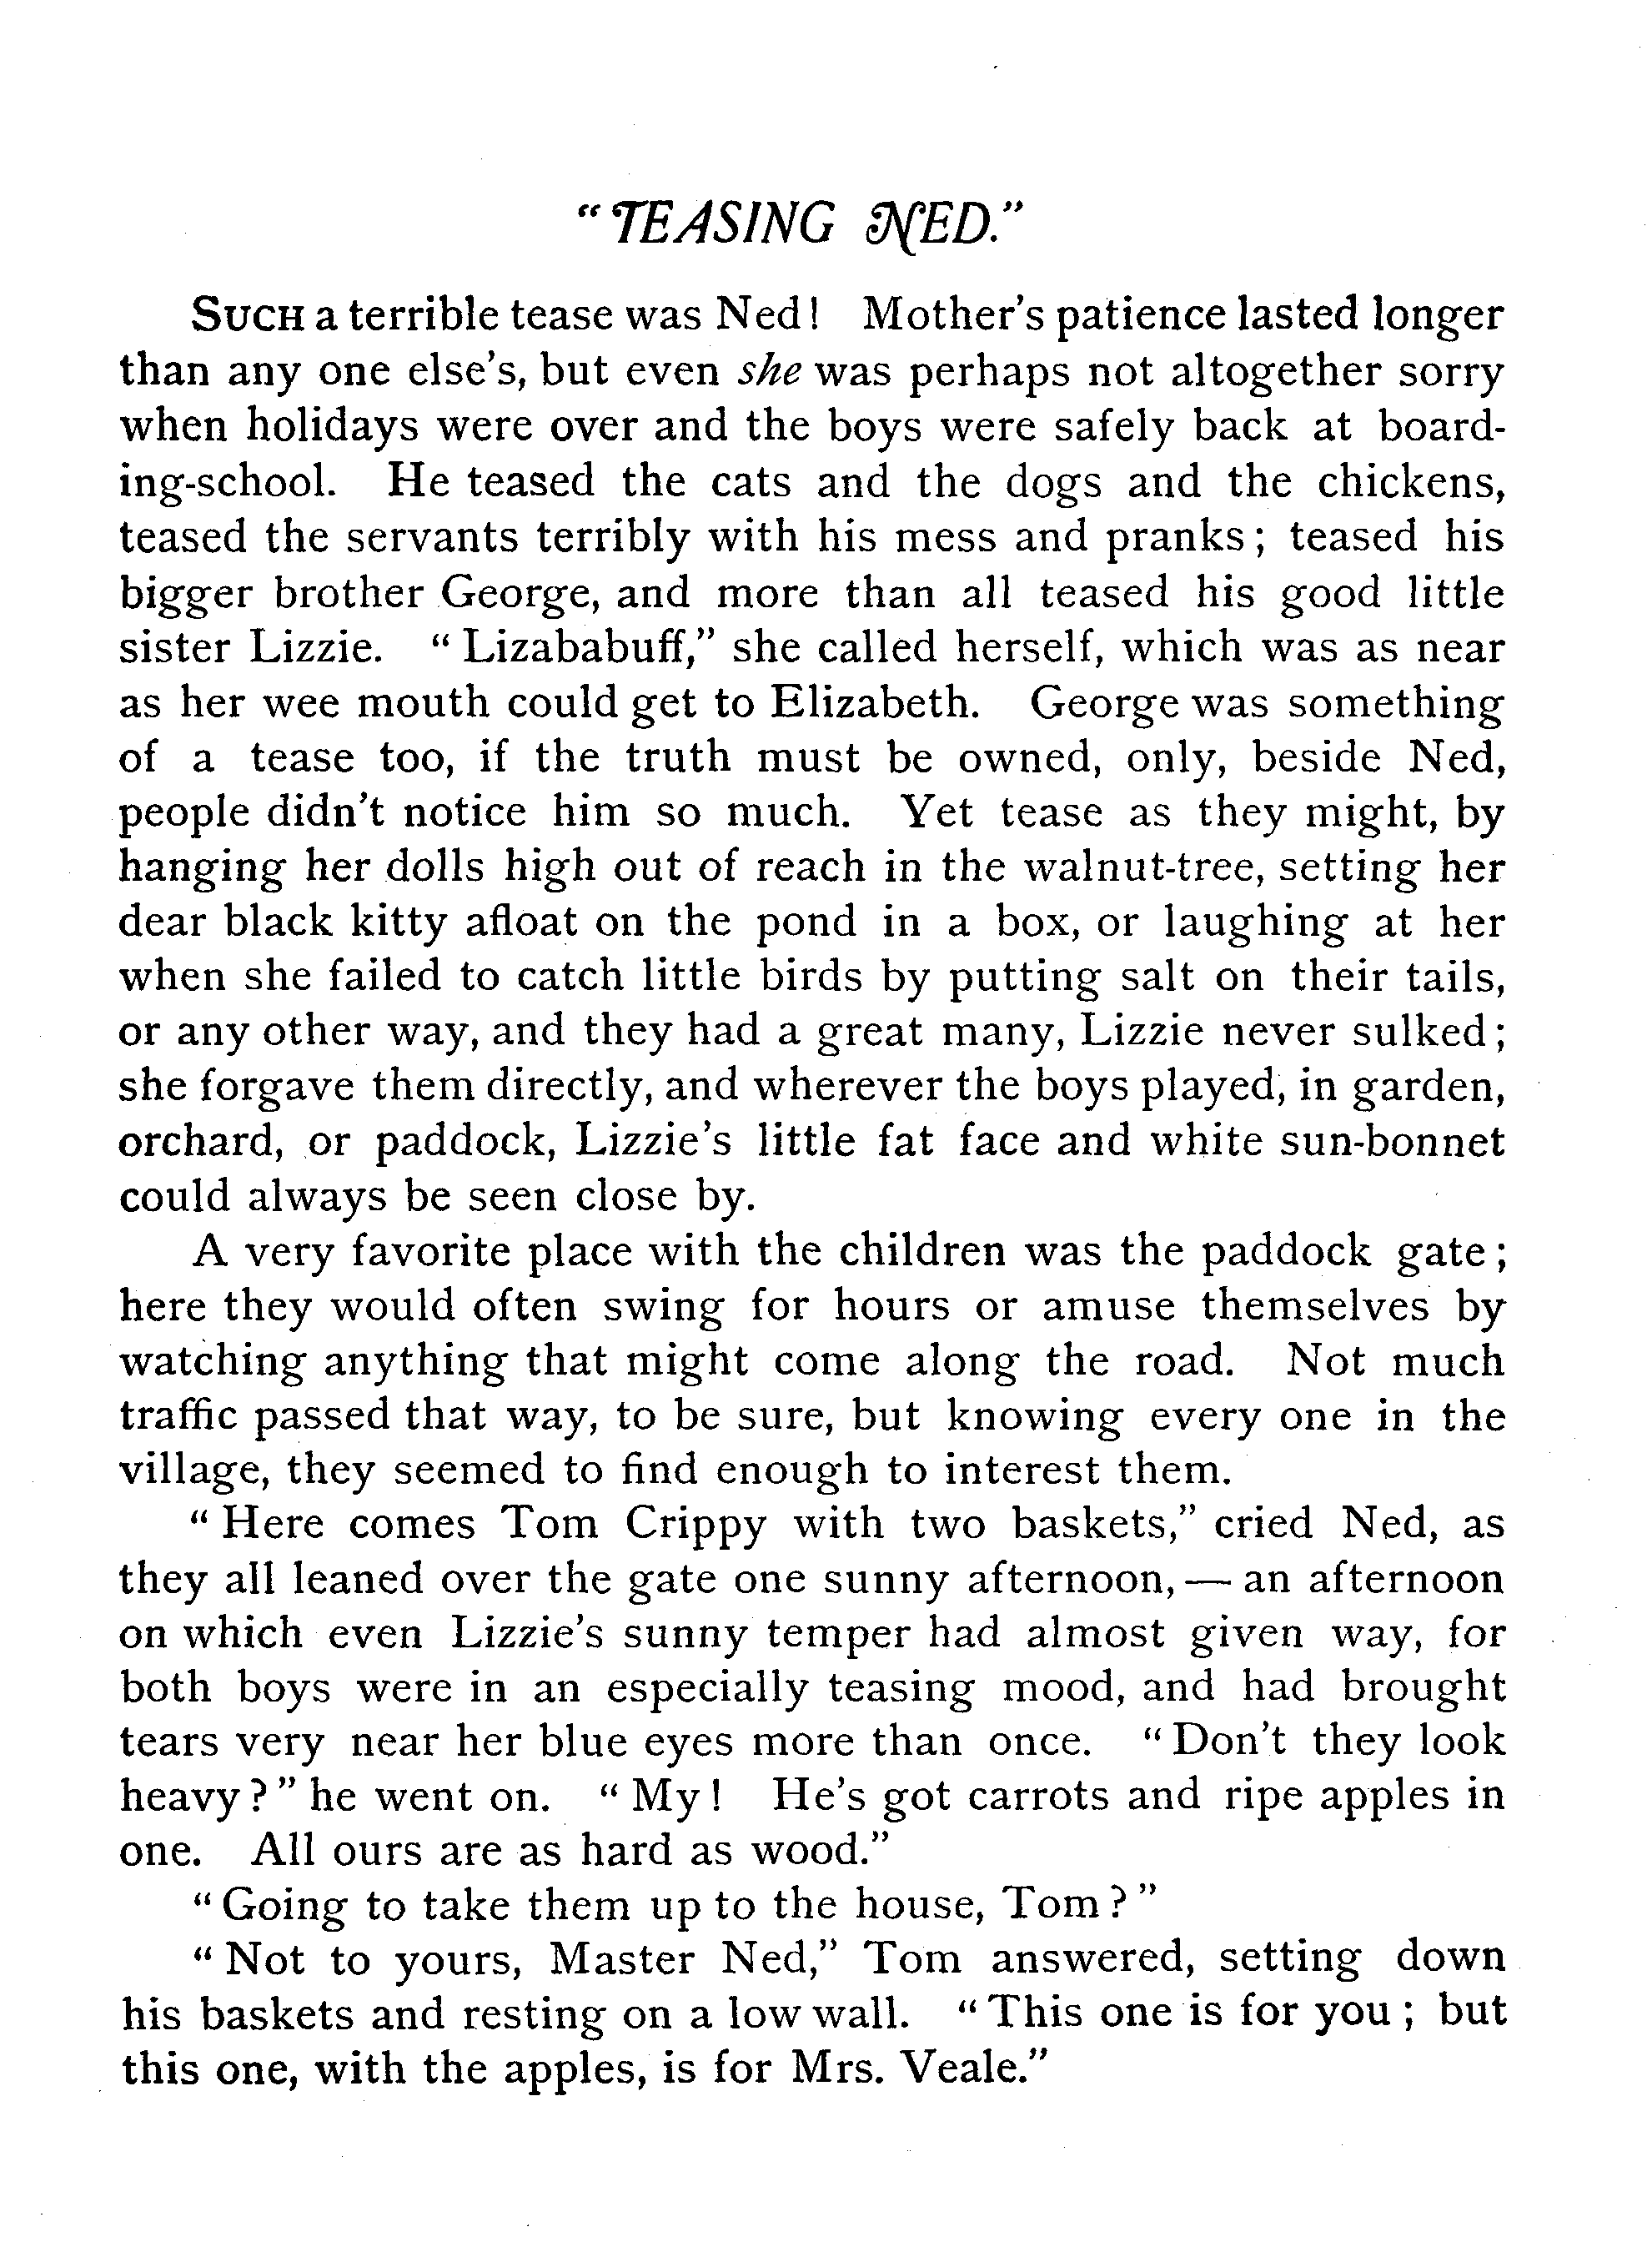 "TEASING NED."
SUCH a terrible tease was Ned! Mother's patience lasted longer
than any one else's, but even she was perhaps not altogether sorry
when holidays were over and the boys were safely back at board-
ing-school. He teased the cats and the dogs and the chickens,
teased the servants terribly with his mess and pranks; teased his
bigger brother George, and more than all teased his good little
sister Lizzie. "Lizababuff," she called herself, which was as near
as her wee mouth could get to Elizabeth. George was something
of a tease too, if the truth must be owned, only, beside Ned,
people didn't notice him so much. Yet tease as they might, by
hanging her dolls high out of reach in the walnut-tree, setting her
dear black kitty afloat on the pond in a box, or laughing at her
when she failed to catch little birds by putting salt on their tails,
or any other way, and they had a great many, Lizzie never sulked;
she forgave them directly, and wherever the boys played, in garden,
orchard, or paddock, Lizzie's little fat face and white sun-bonnet
could always be seen close by.
A very favorite place with the children was the paddock gate;
here they would often swing for hours or amuse themselves by
watching anything that might come along the road. Not much
traffic passed that way, to be sure, but knowing every one in the
village, they seemed to find enough to interest them.
"Here comes Tom Crippy with two baskets," cried Ned, as
they all leaned over the gate one sunny afternoon, — an afternoon
on which even Lizzie's sunny temper had almost given way, for
both boys were in an especially teasing mood, and had brought
tears very near her blue eyes more than once. "Don't they look
heavy?" he went on. "My! He's got carrots and ripe apples in
one. All ours are as hard as wood."
"Going to take them up to the house, Tom?"
"Not to yours, Master Ned," Tom answered, setting down
his baskets and resting on a low wall. "This one is for you; but
this one, with the apples, is for Mrs. Veale."